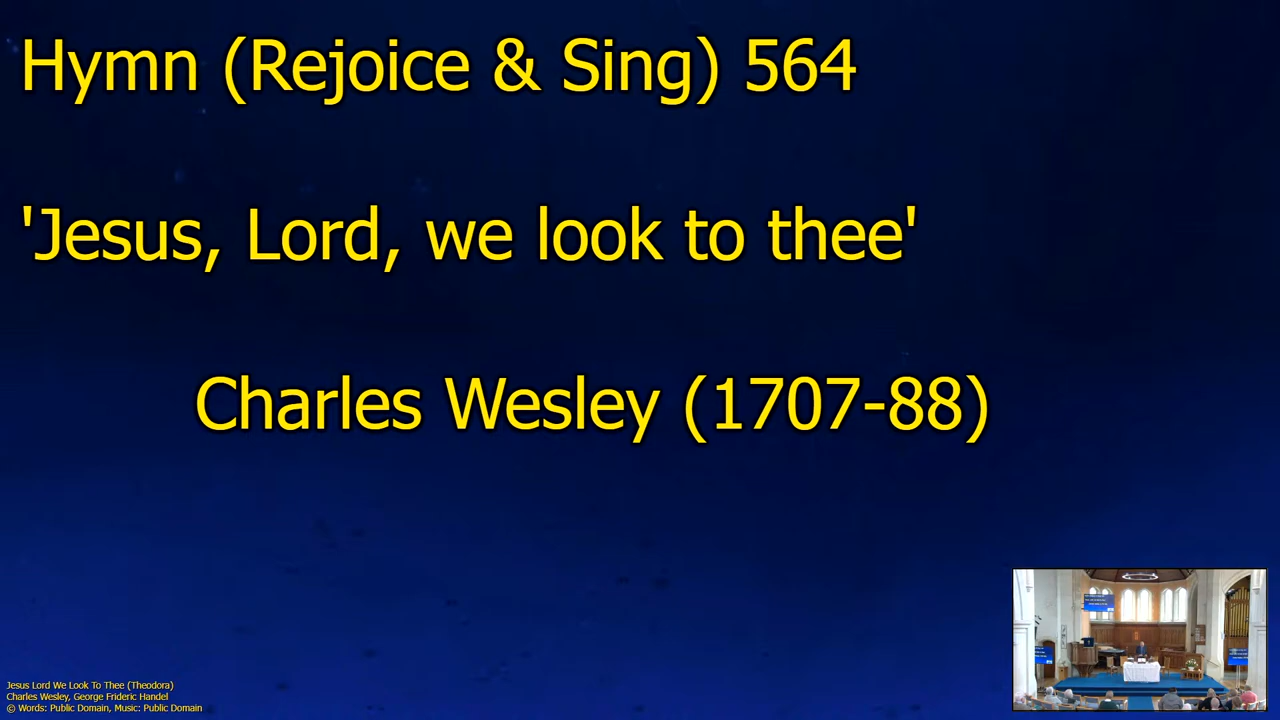 Hymn (Rejoice & Sing) 564
'Jesus, Lord, we look to thee'
Charles Wesley (1707-88)
Jesus Lord We Look To Thee (Theodora)
Charles Wesley, George Frideric Handel
© Words: Public Domain, Music: Public Domain